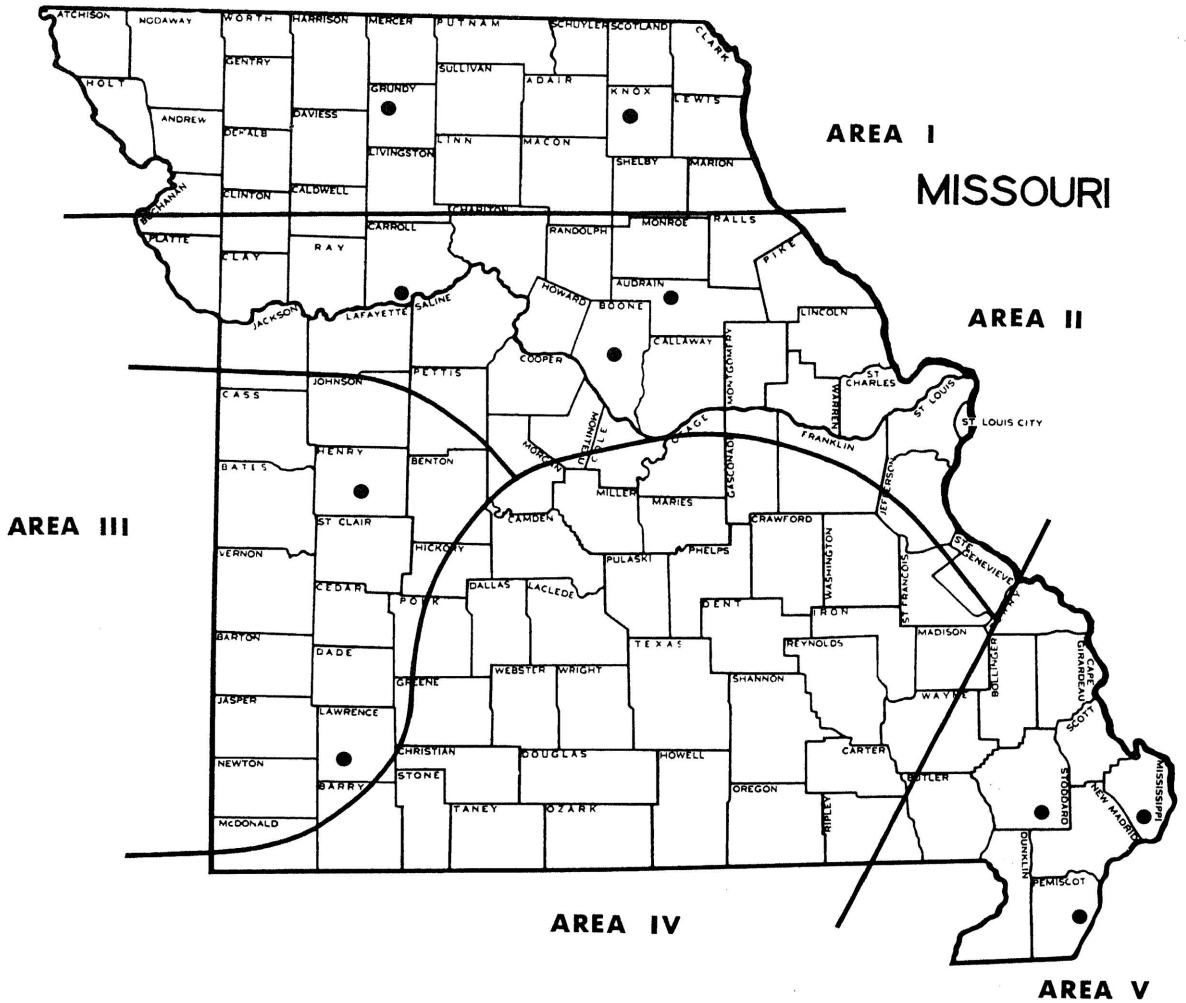 ATCHISON
NODAWAY
WORTH
HARRISON
MERCER
PUTNAM
SCHUYLER
SCOTLAND
CLARK
GENTRY
SULLIVAN
ADAIR
HOLT
GRUNDY
KNOX
LEWIS
ANDREW
DEKALB
DAVIESS
LINN
MACON
AREA I
LIVINGSTON
SHELBY
MARION
MISSOURI
BUCHANAN
CLINTON
CALDWELL
CHARITON
PLATTE
CARROLL
RANDOLPH
MONROE
RALLS
CLAY
RAY
PIKE
HOWARD
AUDRAIN
JACKSON
LAFAYETTE
SALINE
BOONE
LINCOLN
AREA II
CALLAWAY
MONTGOMERY
COOPER
PETTIS
JOHNSON
ST
CHARLES
WARREN
ST LOUIS
CASS
ST LOUIS CITY
MONITEAU
COLE
OSAGE
FRANKLIN
MORGAN
HENRY
BENTON
GASCONADE
JEFFERSON
BATES
MILLER
MARIES
AREA III
ST CLAIR
CAMDEN
CRAWFORD
WASHINGTON
STE
GENEVIEVE
VERNON
HICKORY
PULASKI
PHELPS
ST FRANCOIS
CEDAR
POLK
DALLAS
LACLEDE
DENT
IRON
PERRY
BARTON
DADE
TEXAS
REYNOLDS
MADISON
BOLLINGER
CAPE
GIRARDEAU
GREENE
WEBSTER
WRIGHT
SHANNON
WAYNE
JASPER
LAWRENCE
SCOTT
CHRISTIAN
DOUGLAS
HOWELL
CARTER
NEWTON
STONE
BUTLER
STODDARD
MISSISSIPPI
BARRY
OREGON
NEW MADRID
McDONALD
TANEY
OZARK
RIPLEY
DUNKLIN
PEMISCOT
AREA IV
AREA V